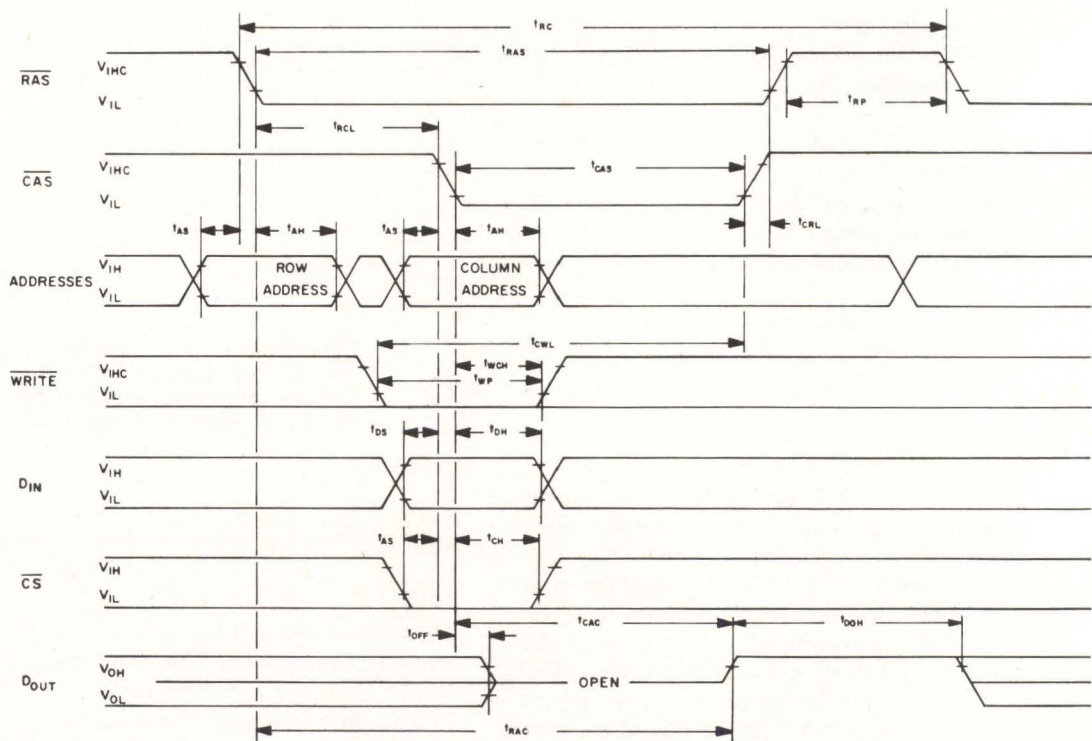 tRC
tRAS
RAS
VIHC
VIL
tRP
tRCL
CAS
VIHC
VIL
tCAS
tCRL
tAS
tAH
tAS
tAH
ADDRESSES
VIH
VIL
ROW
ADDRESS
COLUMN
ADDRESS
tCWL
tWCH
tWP
WRITE
VIHC
VIL
tDS
tDH
DIN
VIH
VIL
tAS
tCH
CS
VIH
VIL
tCAC
tOFF
tDOH
DOUT
VOH
VOL
OPEN
tRAC